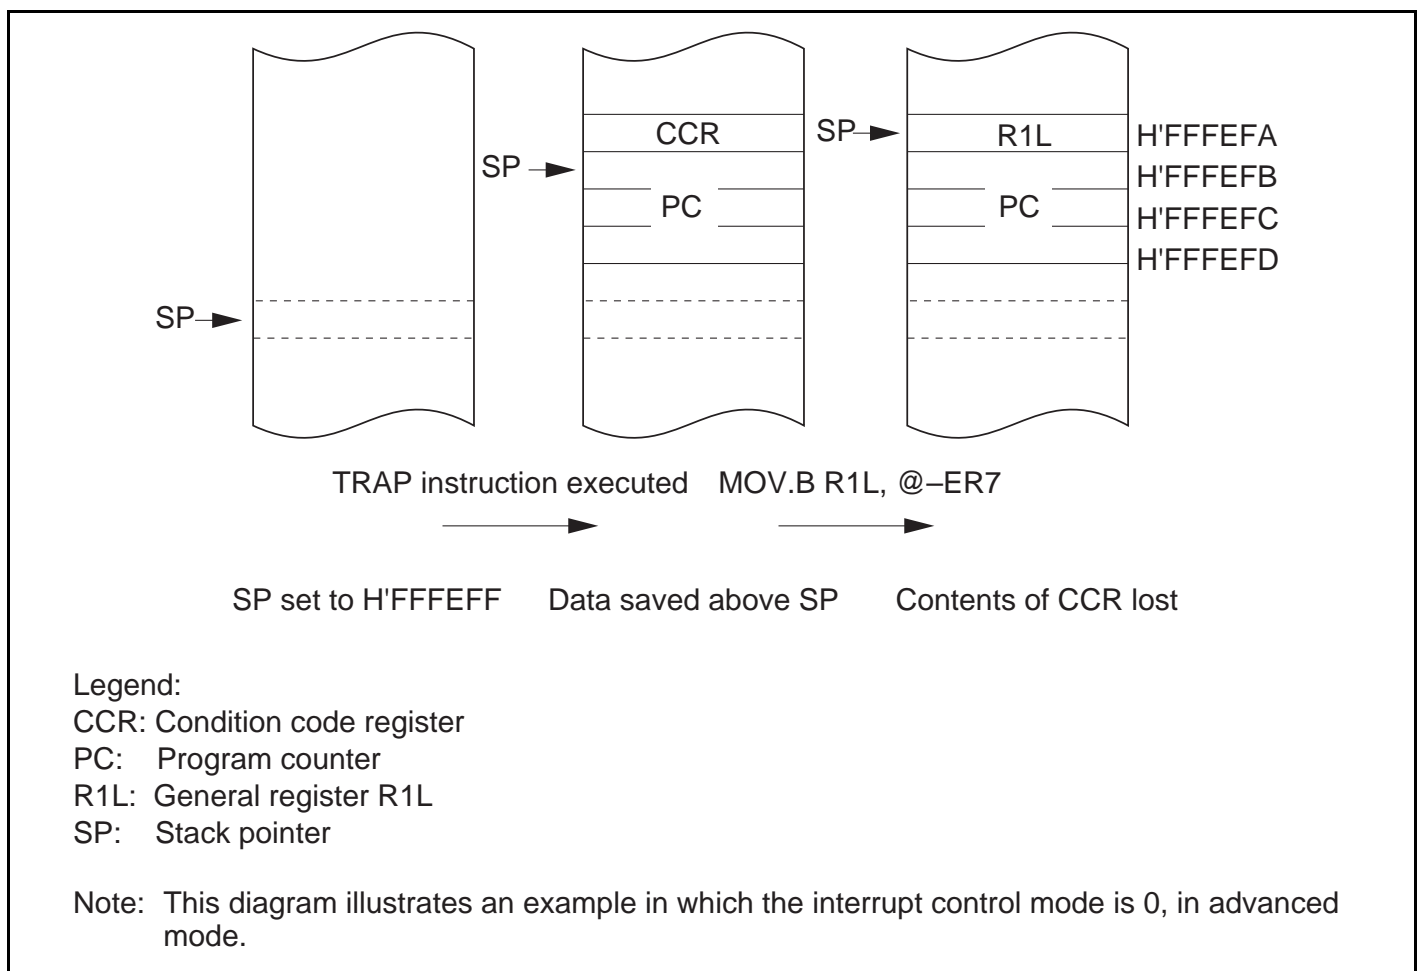 CCR
SP
R1L
H'FFFEFA
SP
H'FFFEFB
PC
PC
H'FFFEFC
H'FFFEFD
SP
TRAP instruction executed
MOV.B R1L, @–ER7
SP set to H'FFFEFF
Data saved above SP
Contents of CCR lost
Legend:
CCR: Condition code register
PC: Program counter
R1L: General register R1L
SP: Stack pointer
Note: This diagram illustrates an example in which the interrupt control mode is 0, in advanced
mode.